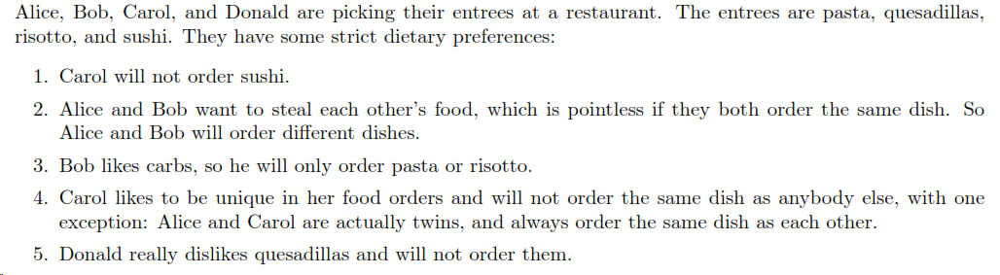 Alice, Bob, Carol, and Donald are picking their entrees at a restaurant. The entrees are pasta, quesadillas,
risotto, and sushi. They have some strict dietary preferences:
1. Carol will not order sushi.
2. Alice and Bob want to steal each other's food, which is pointless if they both order the same dish. So
Alice and Bob will order different dishes.
3. Bob likes carbs, so he will only order pasta or risotto.
4. Carol likes to be unique in her food orders and will not order the same dish as anybody else, with one
exception: Alice and Carol are actually twins, and always order the same dish as each other.
5. Donald really dislikes quesadillas and will not order them.